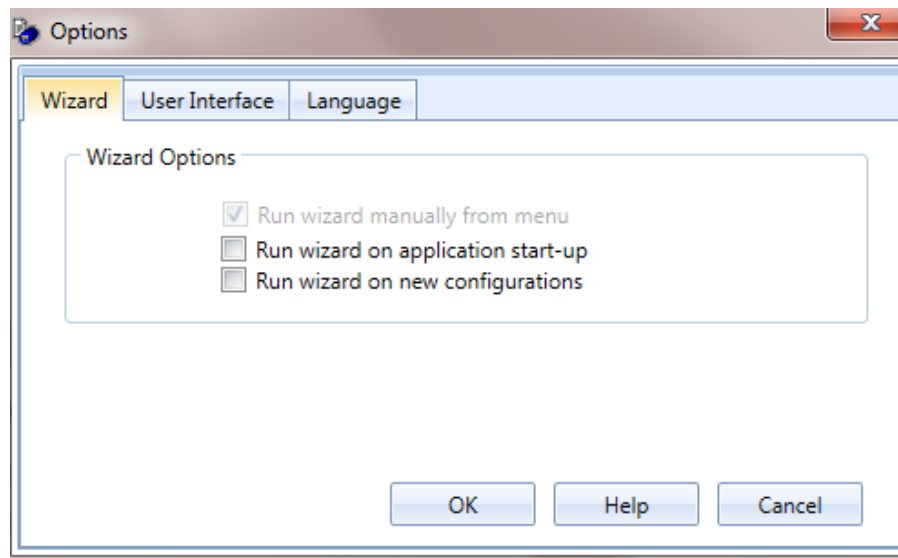 Options
Wizard User Interface Language
Wizard Options
Run wizard manually from menu
Run wizard on application start-up
Run wizard on new configurations
OK Help Cancel